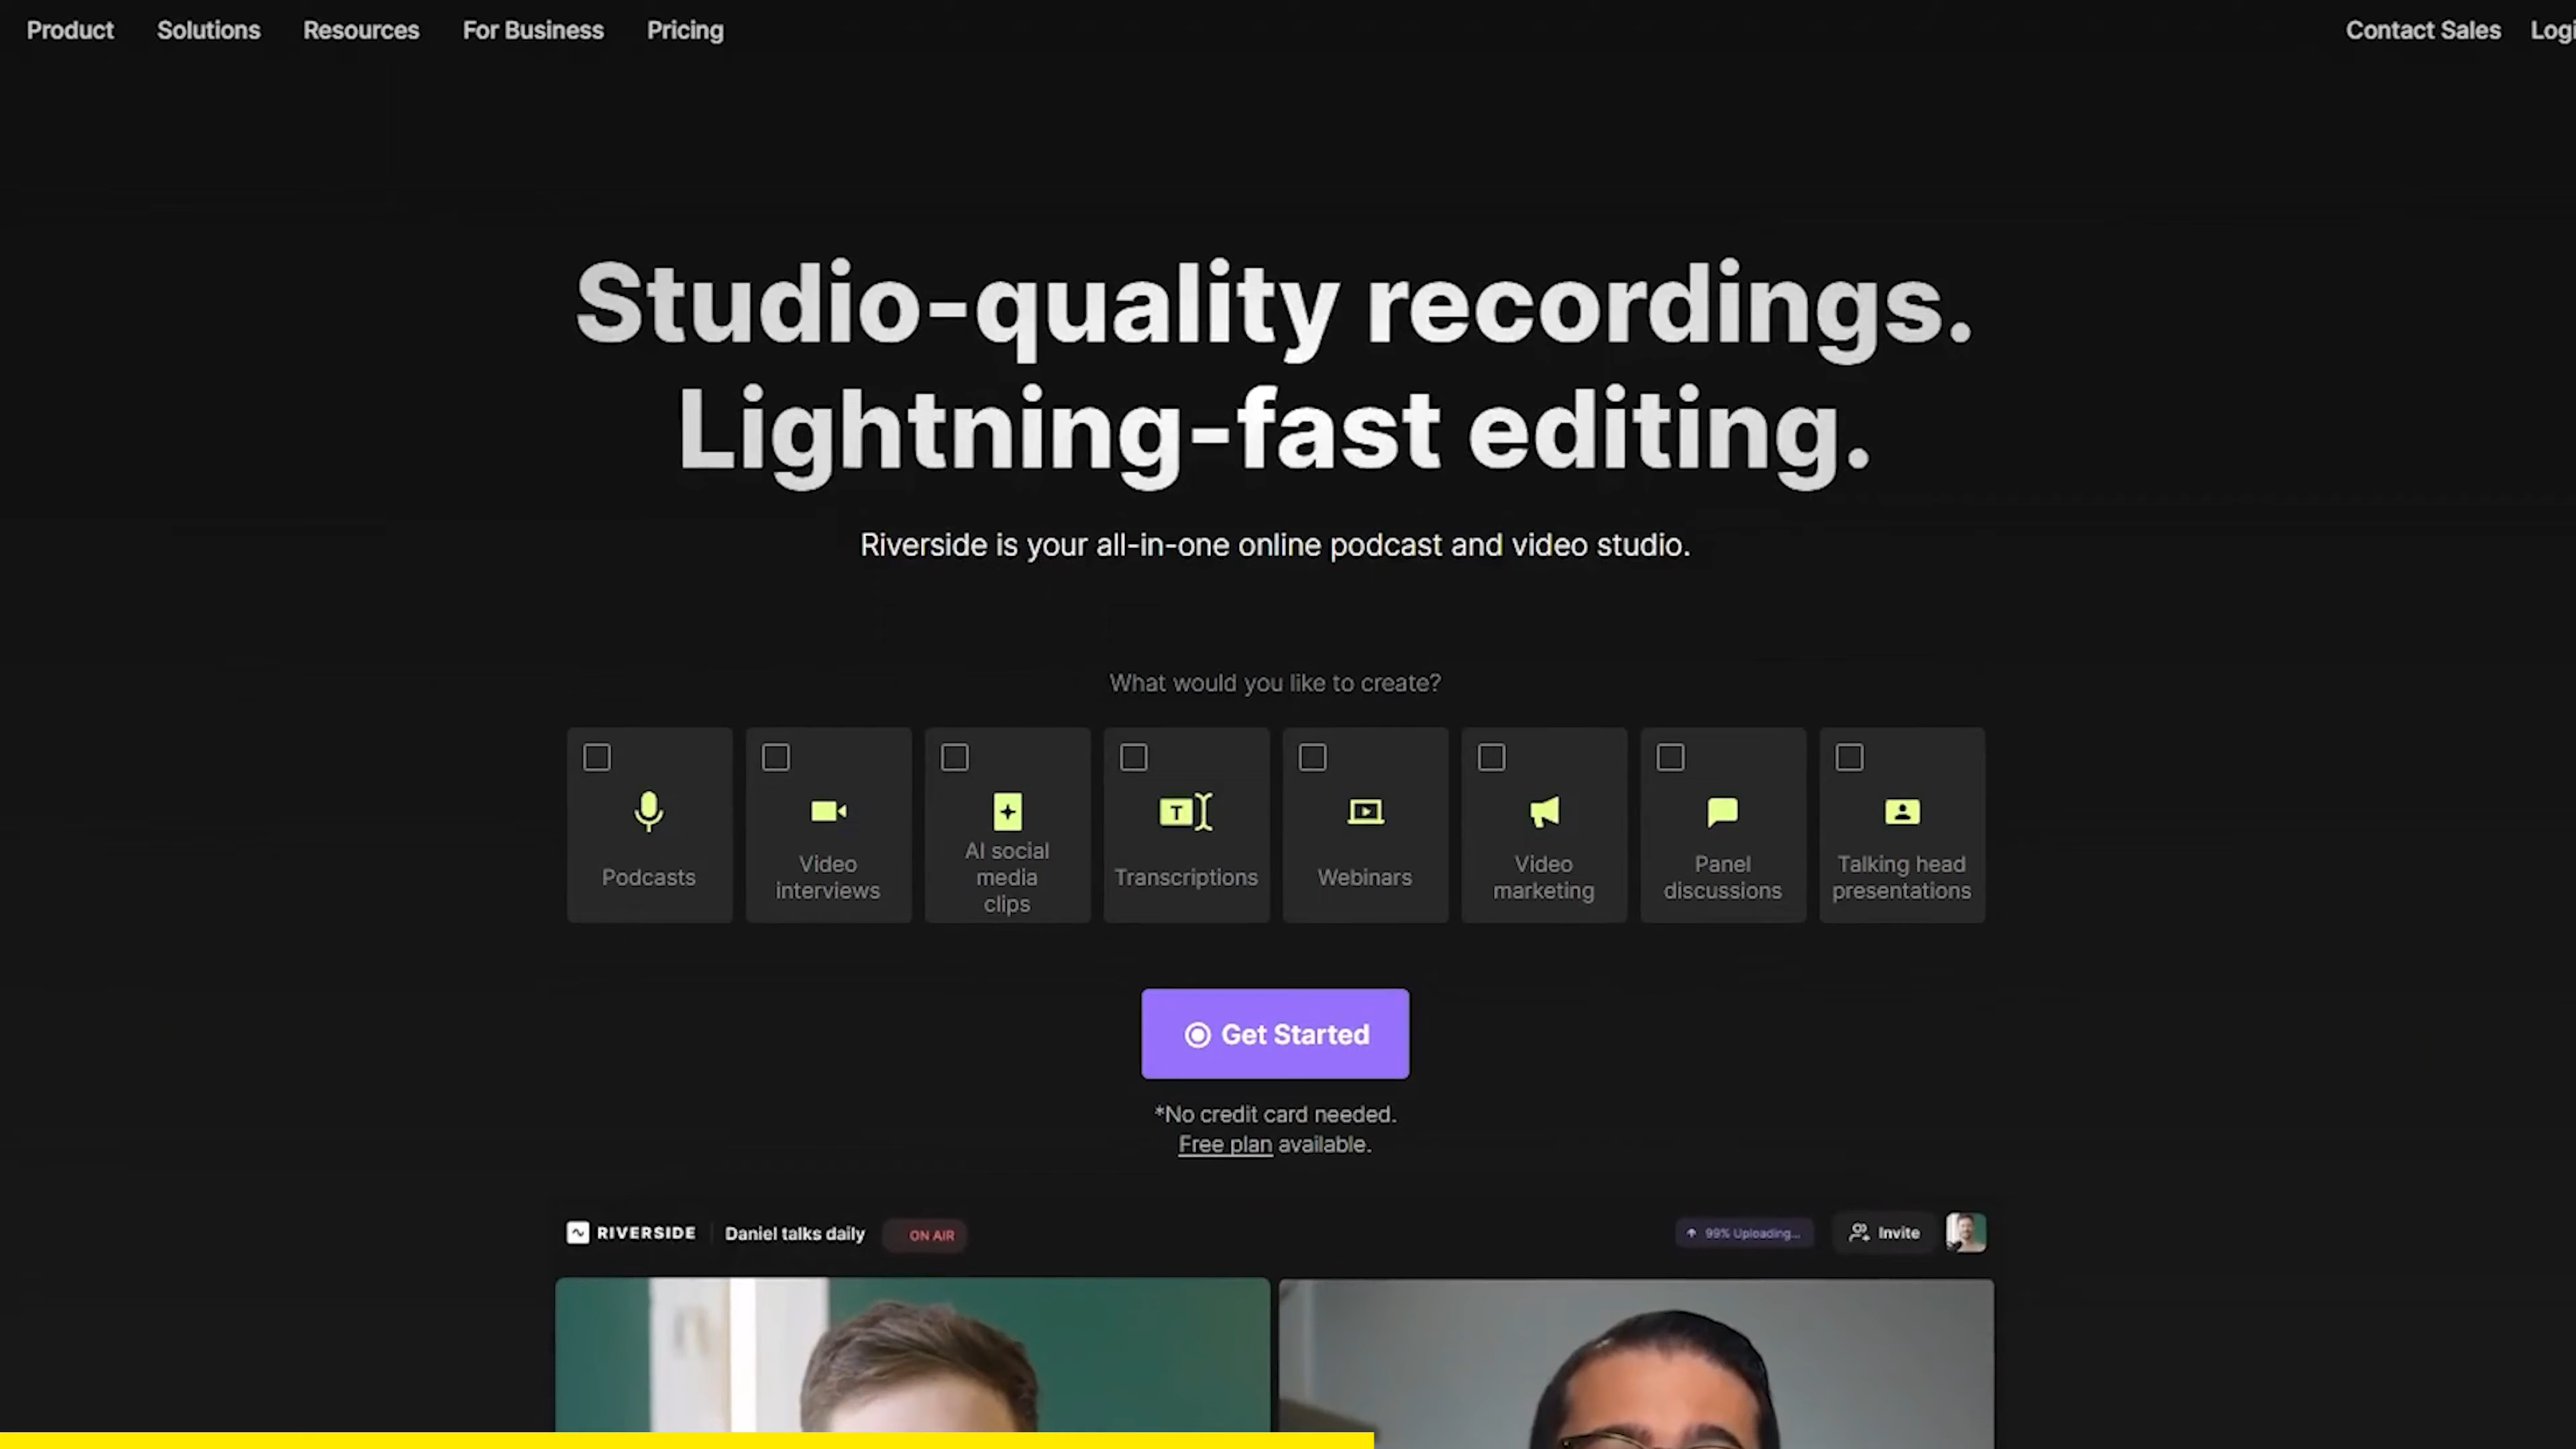 Product Solutions Resources For Business Pricing Contact Sales
Studio-quality recordings.
Lightning-fast editing.
Riverside is your all-in-one online podcast and video studio.
What would you like to create?
Podcasts
Video
interviews
AI social
media
clips
T
Transcriptions
Webinars
Video
marketing
Panel
discussions
Talking head
presentations
Get Started
*No credit card needed.
Free plan available.
RIVERSIDE Daniel talks daily ON AIR 99% Uploading... Invite